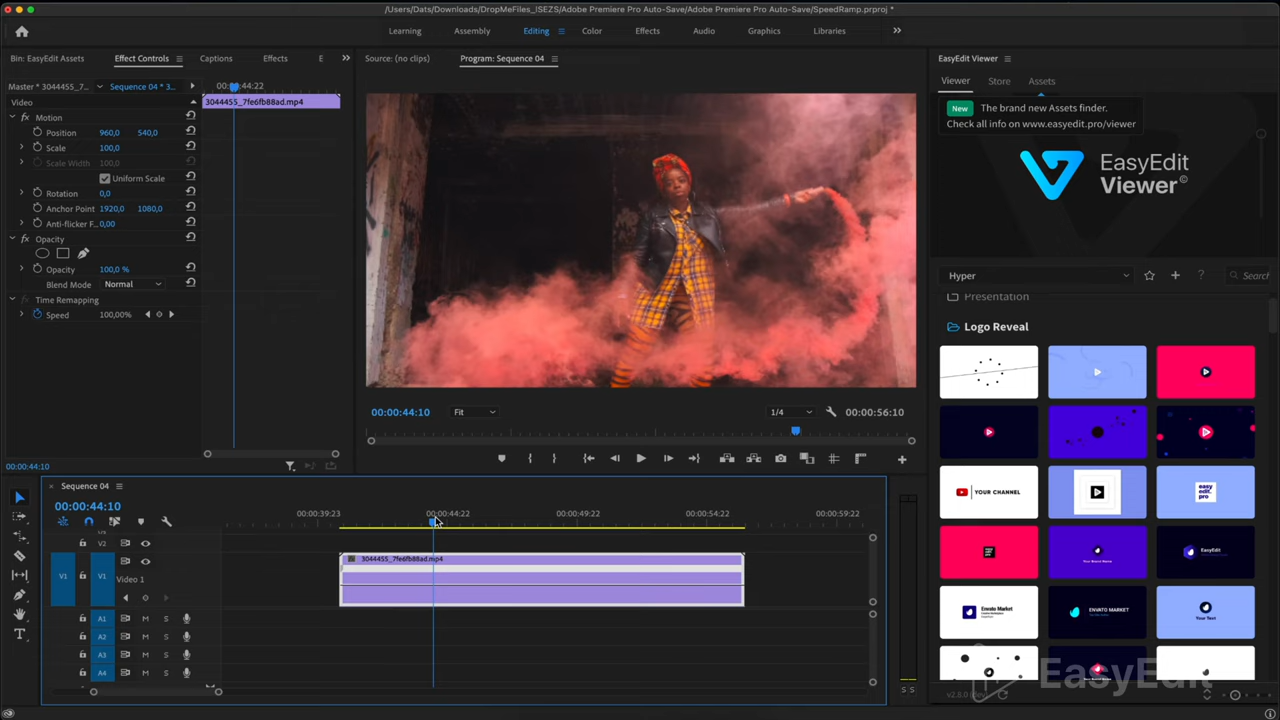 /Users/Dats/Downloads/DropMeFiles_ISEZS/Adobe Premiere Pro Auto-Save/Adobe Premiere Pro Auto-Save/SpeedRamp.prproj *
Learning Assembly Editing Color Effects Audio Graphics Libraries
Bin: EasyEdit Assets Effect Controls Captions Effects E
Source: (no clips) Program: Sequence 04
EasyEdit Viewer
Viewer Store Assets
Master * 3044455_7... Sequence 04 * 3... 00:00:44:22
Video 3044455_7fe6fb88ad.mp4
fx Motion
Position 960,0 540,0
Scale 100,0
Scale Width 100,0
Uniform Scale
Rotation 0,0
Anchor Point 1920,0 1080,0
Anti-flicker F... 0,00
fx Opacity
Opacity 100,0 %
Blend Mode Normal
Time Remapping
Speed 100,00%
00:00:44:10
New The brand new Assets finder.
Check all info on www.easyedit.pro/viewer
EasyEdit
Viewer©
Hyper ? Search
Presentation
Logo Reveal
YOUR CHANNEL
easy
edit.
pro
Your Brand Name
EasyEdit
Envato Market
ENVATO MARKET
Your Text
v2.8.0
EasyEdit
00:00:44:10 Fit 1/4 00:00:56:10
Sequence 04
00:00:44:10
00:00:39:23 00:00:44:22 00:00:49:22 00:00:54:22 00:00:59:22
V2
3044455_7fe6fb88ad.mp4
V1 V1
Video 1
A1 M S
A2 M S
A3 M S
A4 M S
S S